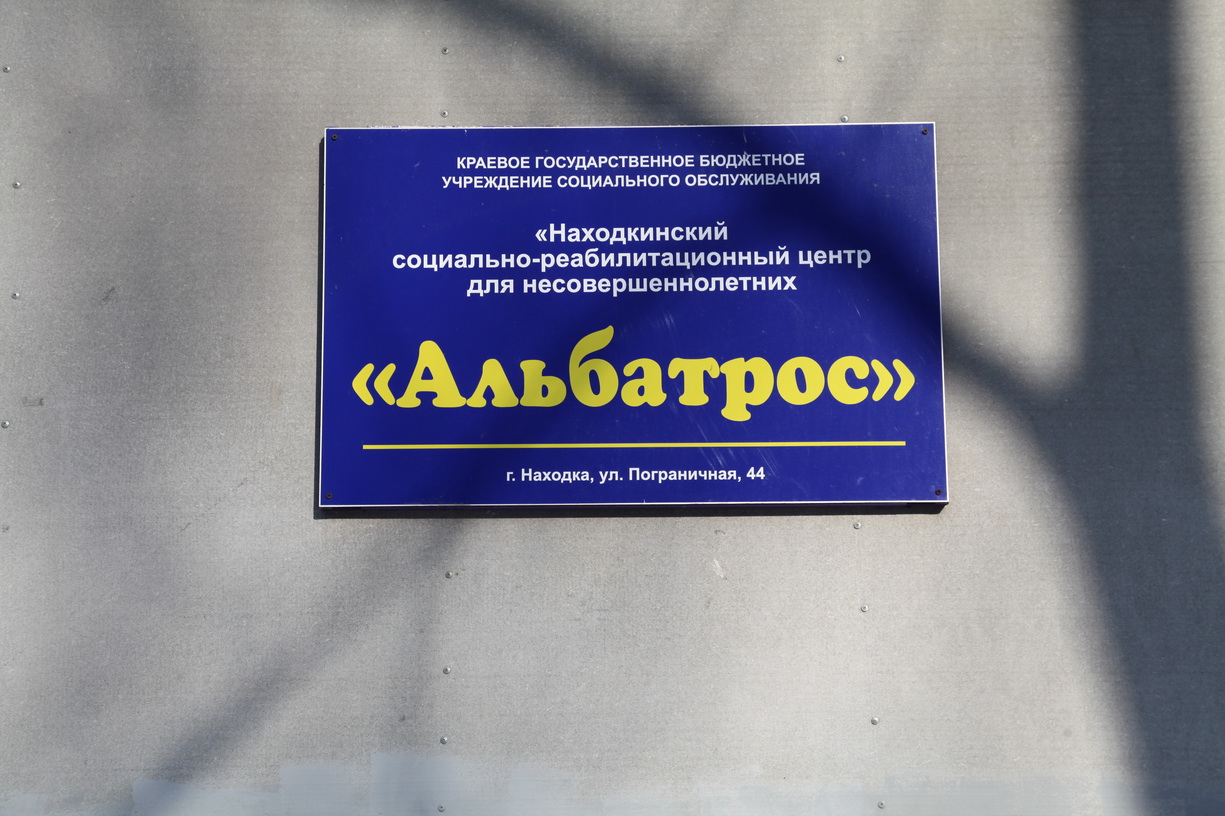 КРАЕВОЕ ГОСУДАРСТВЕННОЕ БЮДЖЕТНОЕ
УЧРЕЖДЕНИЕ СОЦИАЛЬНОГО ОБСЛУЖИВАНИЯ
«Находкинский
социально-реабилитационный центр
для несовершеннолетних
«Альбатрос»
г. Находка, ул. Пограничная, 44